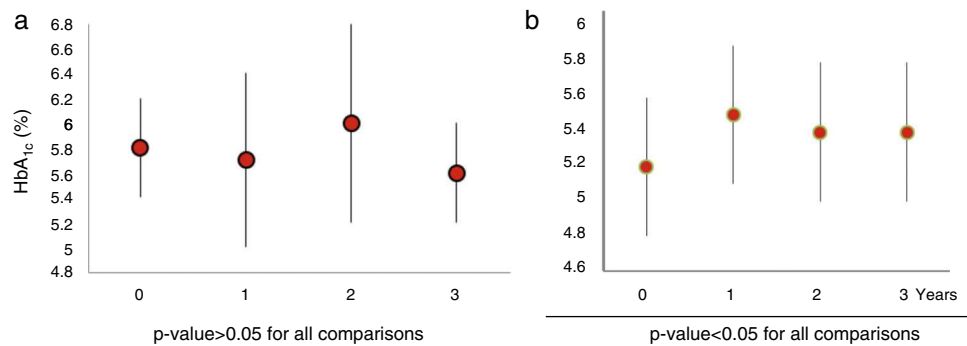 a
6.8
6.6
6.4
6.2
6
5.8
5.6
5.4
5.2
5
4.8
HbA1c (%)
0 1 2 3
p-value>0.05 for all comparisons
b
6
5.8
5.6
5.4
5.2
5
4.8
4.6
0 1 2 3 Years
p-value<0.05 for all comparisons